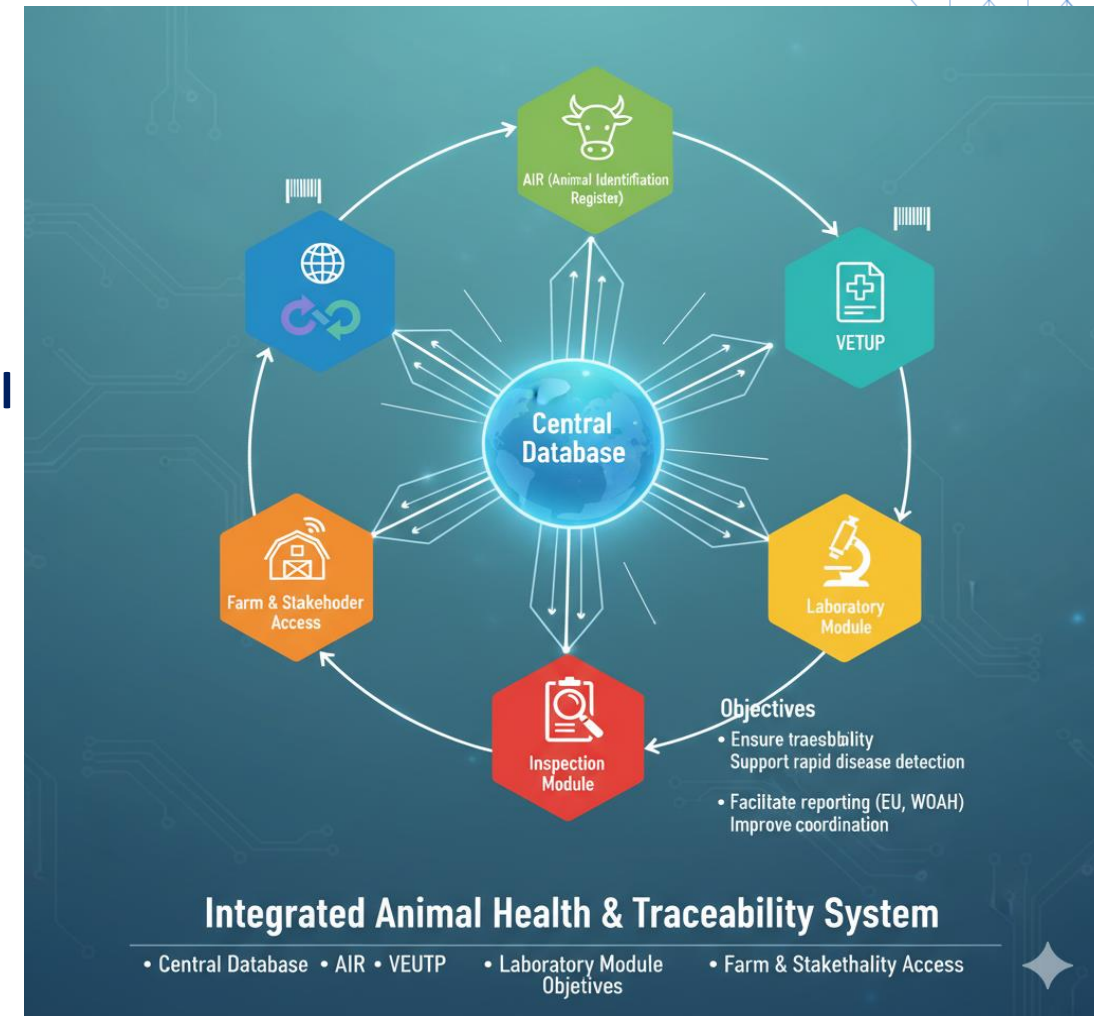 AIR (Animal Identifiation
Register)
VETUP
Central
Database
Farm & Stakehoder
Access
Laboratory
Module
Inspection
Module
Objectives
• Ensure traesbbility
Support rapid disease detection
• Faciltate reporting (EU, WOAH)
Improve coordination
Integrated Animal Health & Traceability System
• Central Database • AIR • VEUTP • Laboratory Module • Farm & Stakethality Access
Objetives